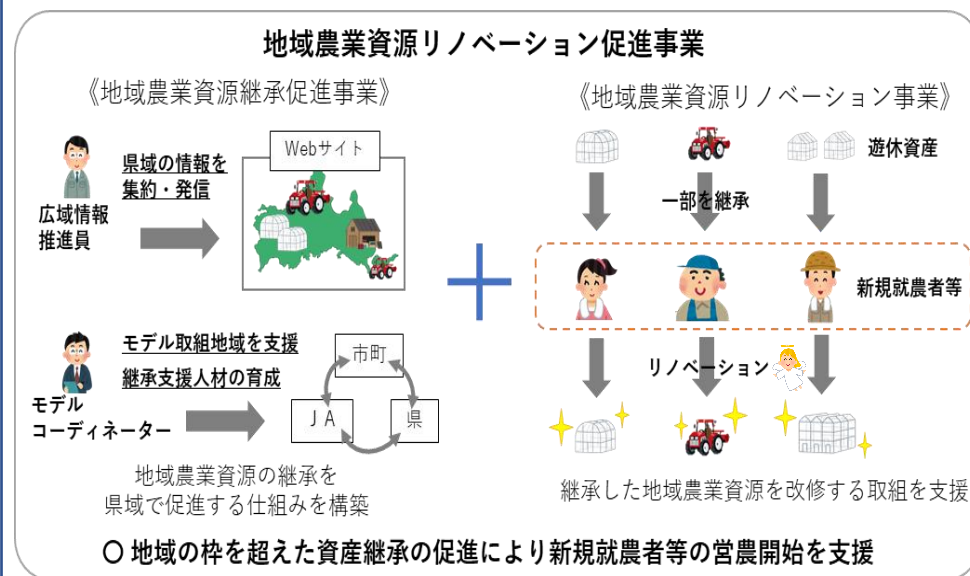 地域農業資源リノベーション促進事業
《地域農業資源継承促進事業》
広域情報
推進員
県域の情報を
集約・発信
Webサイト
モデル
コーディネーター
モデル取組地域を支援
継承支援人材の育成
市町
ＪＡ
県
地域農業資源の継承を
県域で促進する仕組みを構築
《地域農業資源リノベーション事業》
遊休資産
一部を継承
新規就農者等
リノベーション
継承した地域農業資源を改修する取組を支援
〇 地域の枠を超えた資産継承の促進により新規就農者等の営農開始を支援